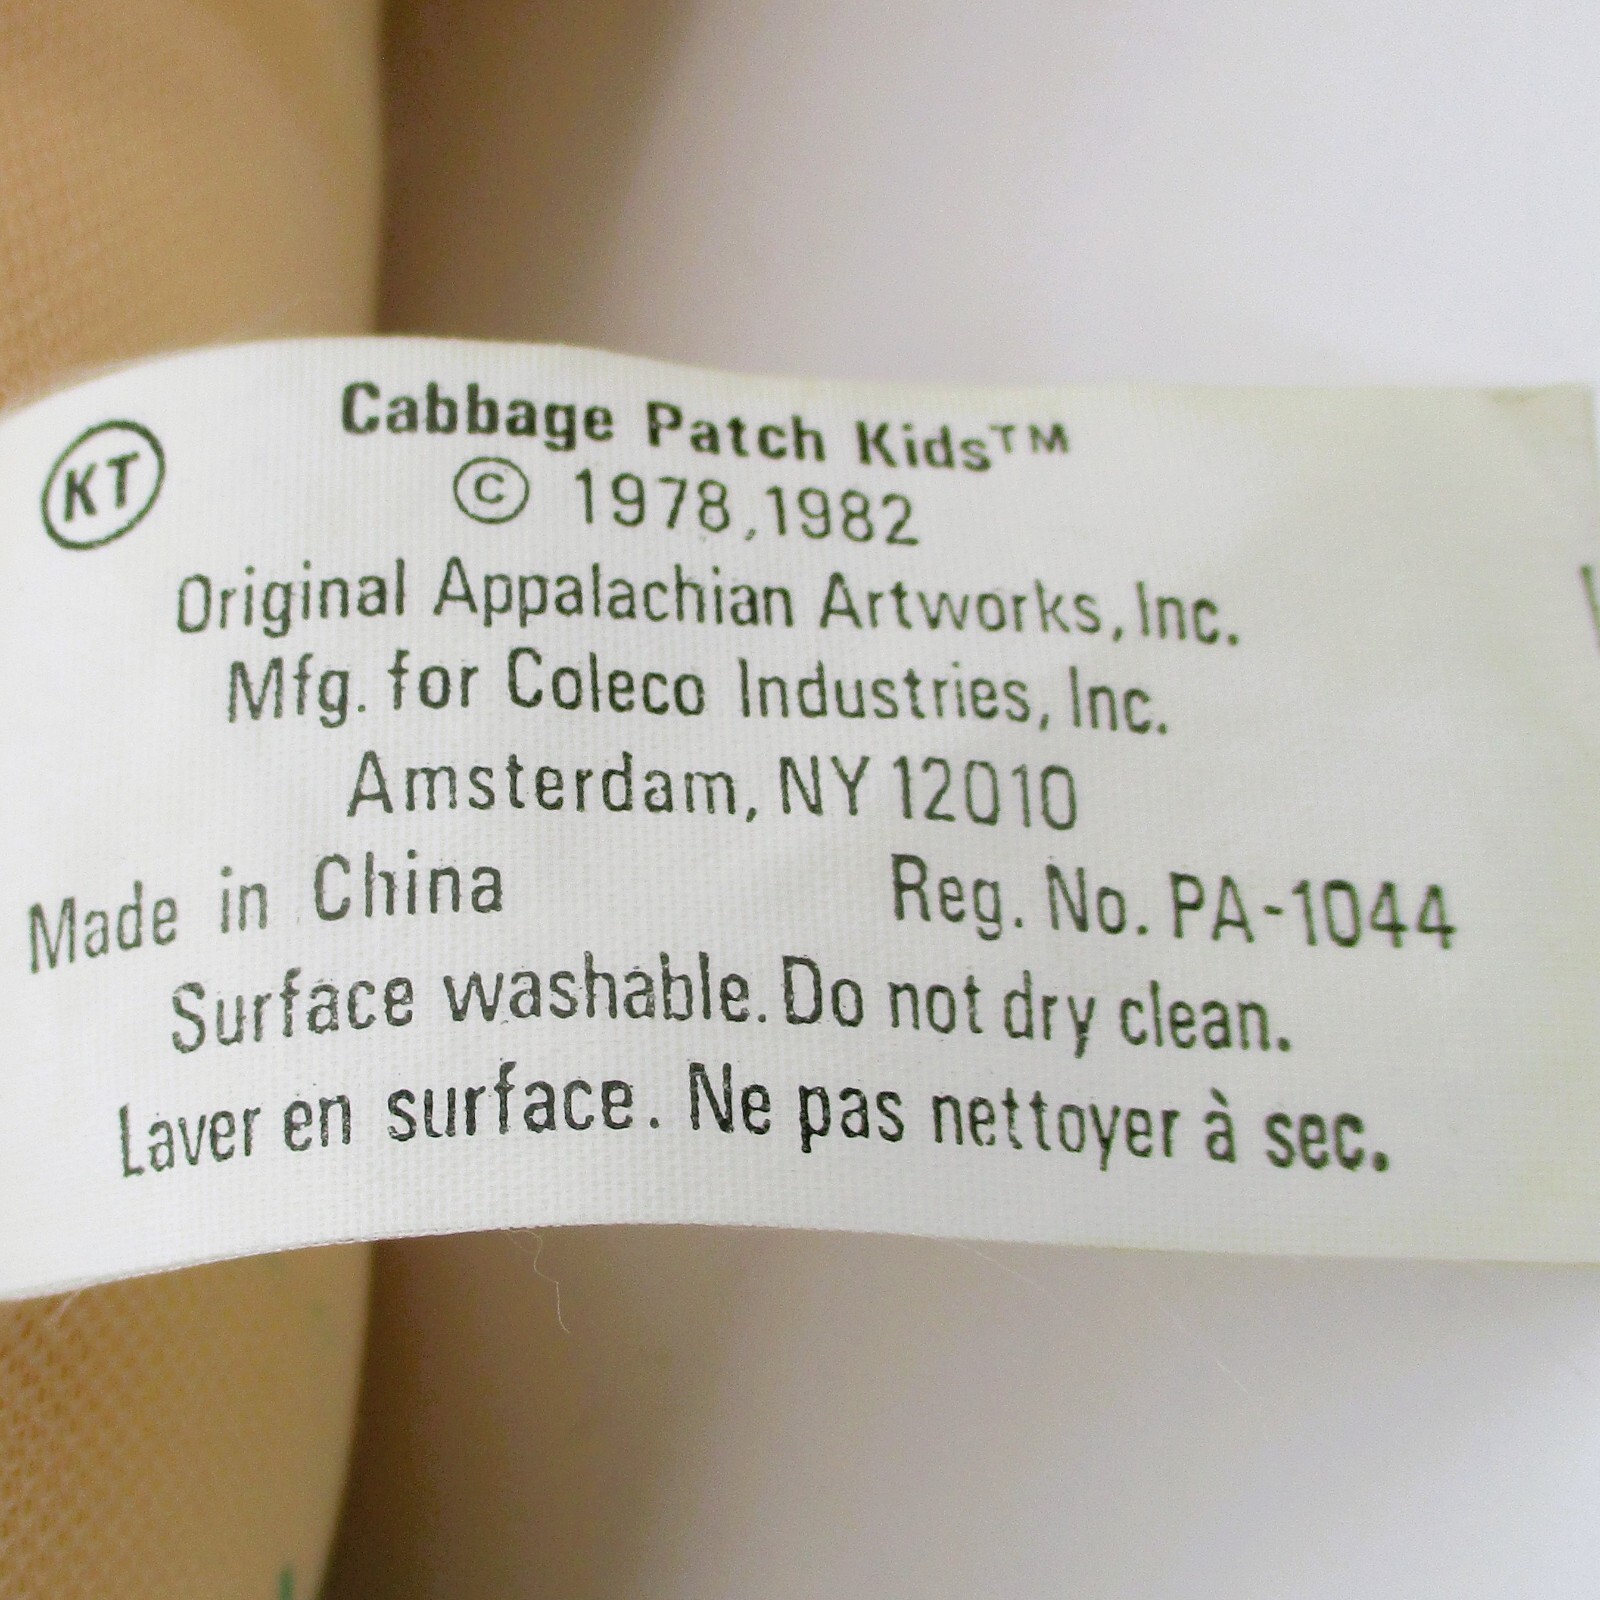 KT
Cabbage Patch Kids™
© 1978,1982
Original Appalachian Artworks, Inc.
Mfg. for Coleco Industries, Inc.
Amsterdam, NY 12010
Made in China Reg. No. PA-1044
Surface washable. Do not dry clean.
Laver en surface. Ne pas nettoyer à sec.